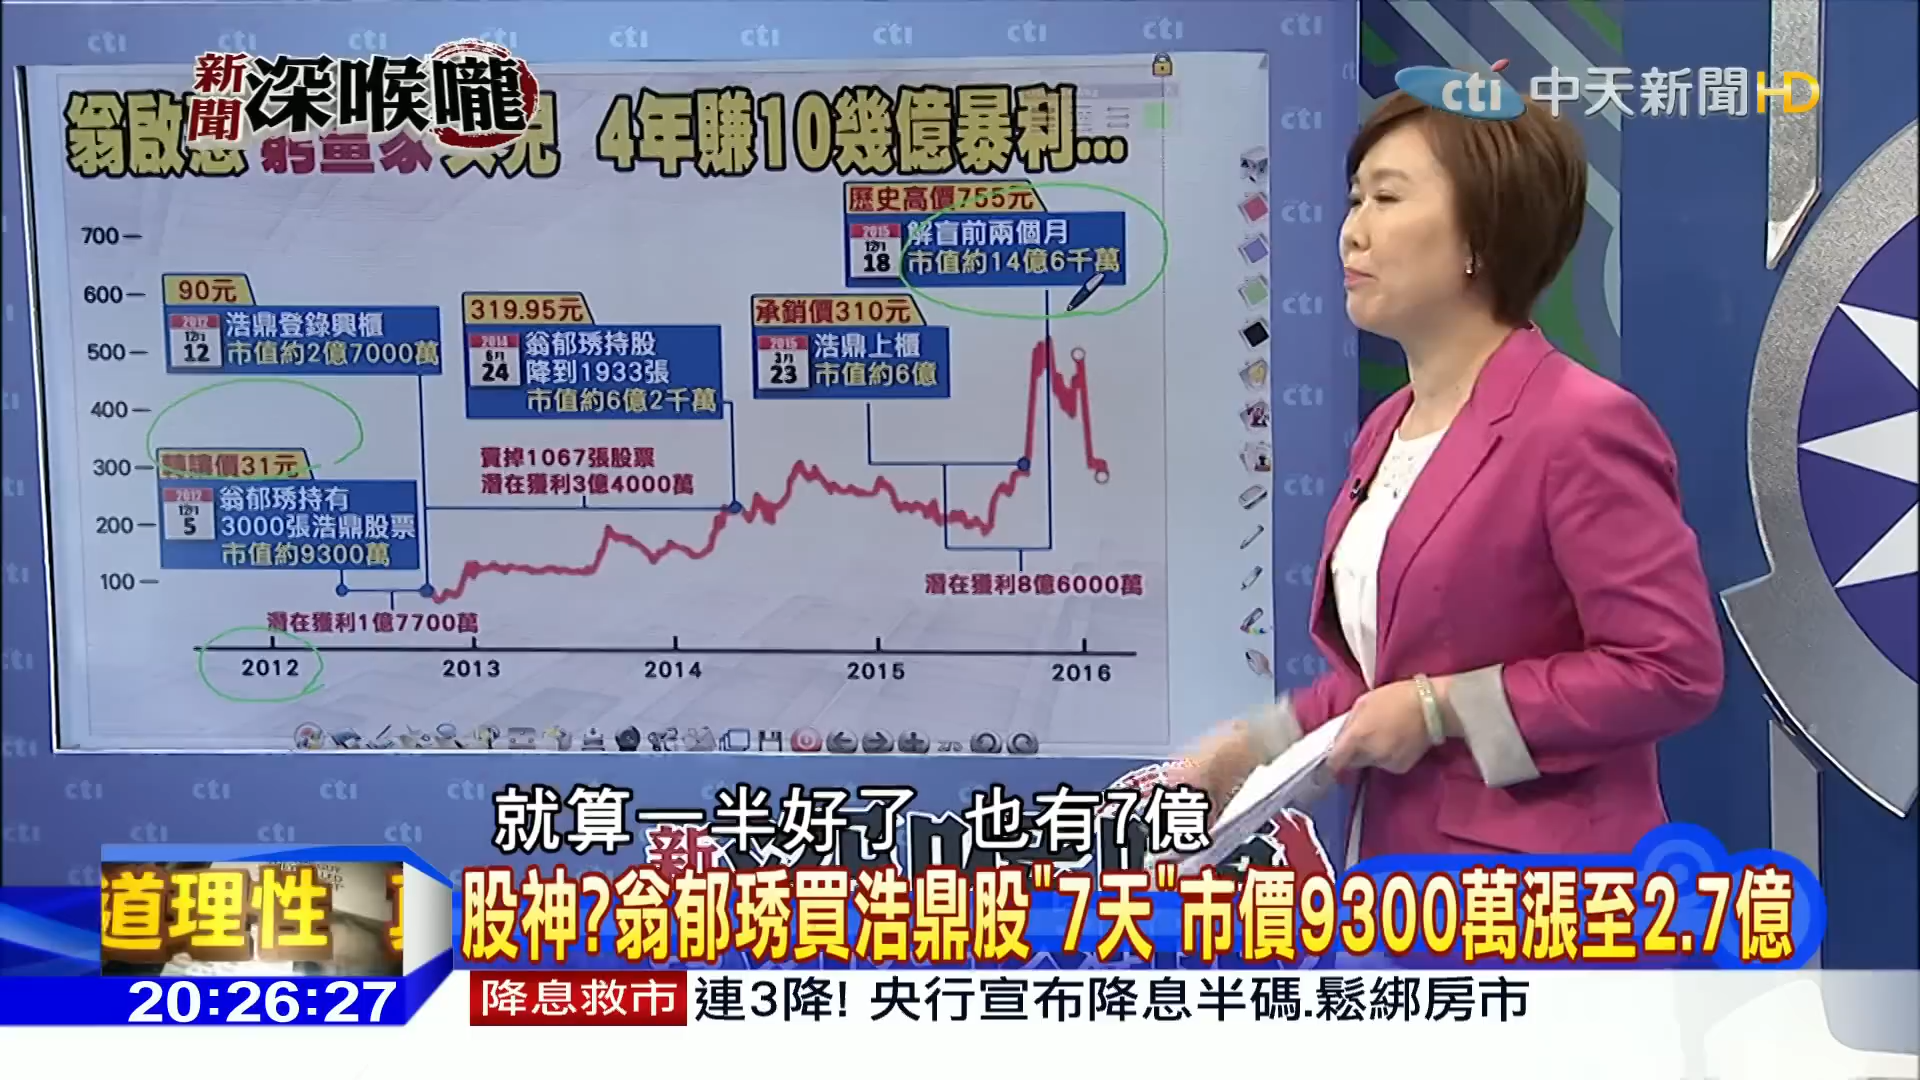 新聞深喉嚨
cti 中天新聞HD
翁啟惠 窮畫家女兒 4年賺10幾億暴利...
歷史高價755元
2015
12月
18
解盲前兩個月
市值約14億6千萬
700
600
500
400
300
200
100
90元
2012
12月
12
浩鼎登錄興櫃
市值約2億7000萬
319.95元
2014
6月
24
翁郁琇持股
降到1933張
市值約6億2千萬
承銷價310元
2015
3月
23
浩鼎上櫃
市值約6億
轉讓價31元
2012
12月
5
翁郁琇持有
3000張浩鼎股票
市值約9300萬
賣掉1067張股票
潛在獲利3億4000萬
潛在獲利8億6000萬
潛在獲利1億7700萬
2012 2013 2014 2015 2016
就算一半好了 也有7億
道理性
股神?翁郁琇買浩鼎股"7天"市價9300萬漲至2.7億
20:26:27
降息救市 連3降! 央行宣布降息半碼.鬆綁房市